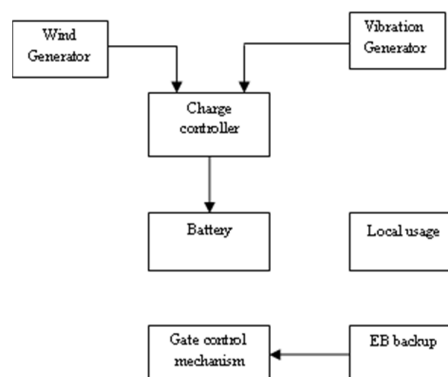 Wind
Generator
Vibration
Generator
Charge
controller
Battery
Local usage
Gate control
mechanism
EB backup